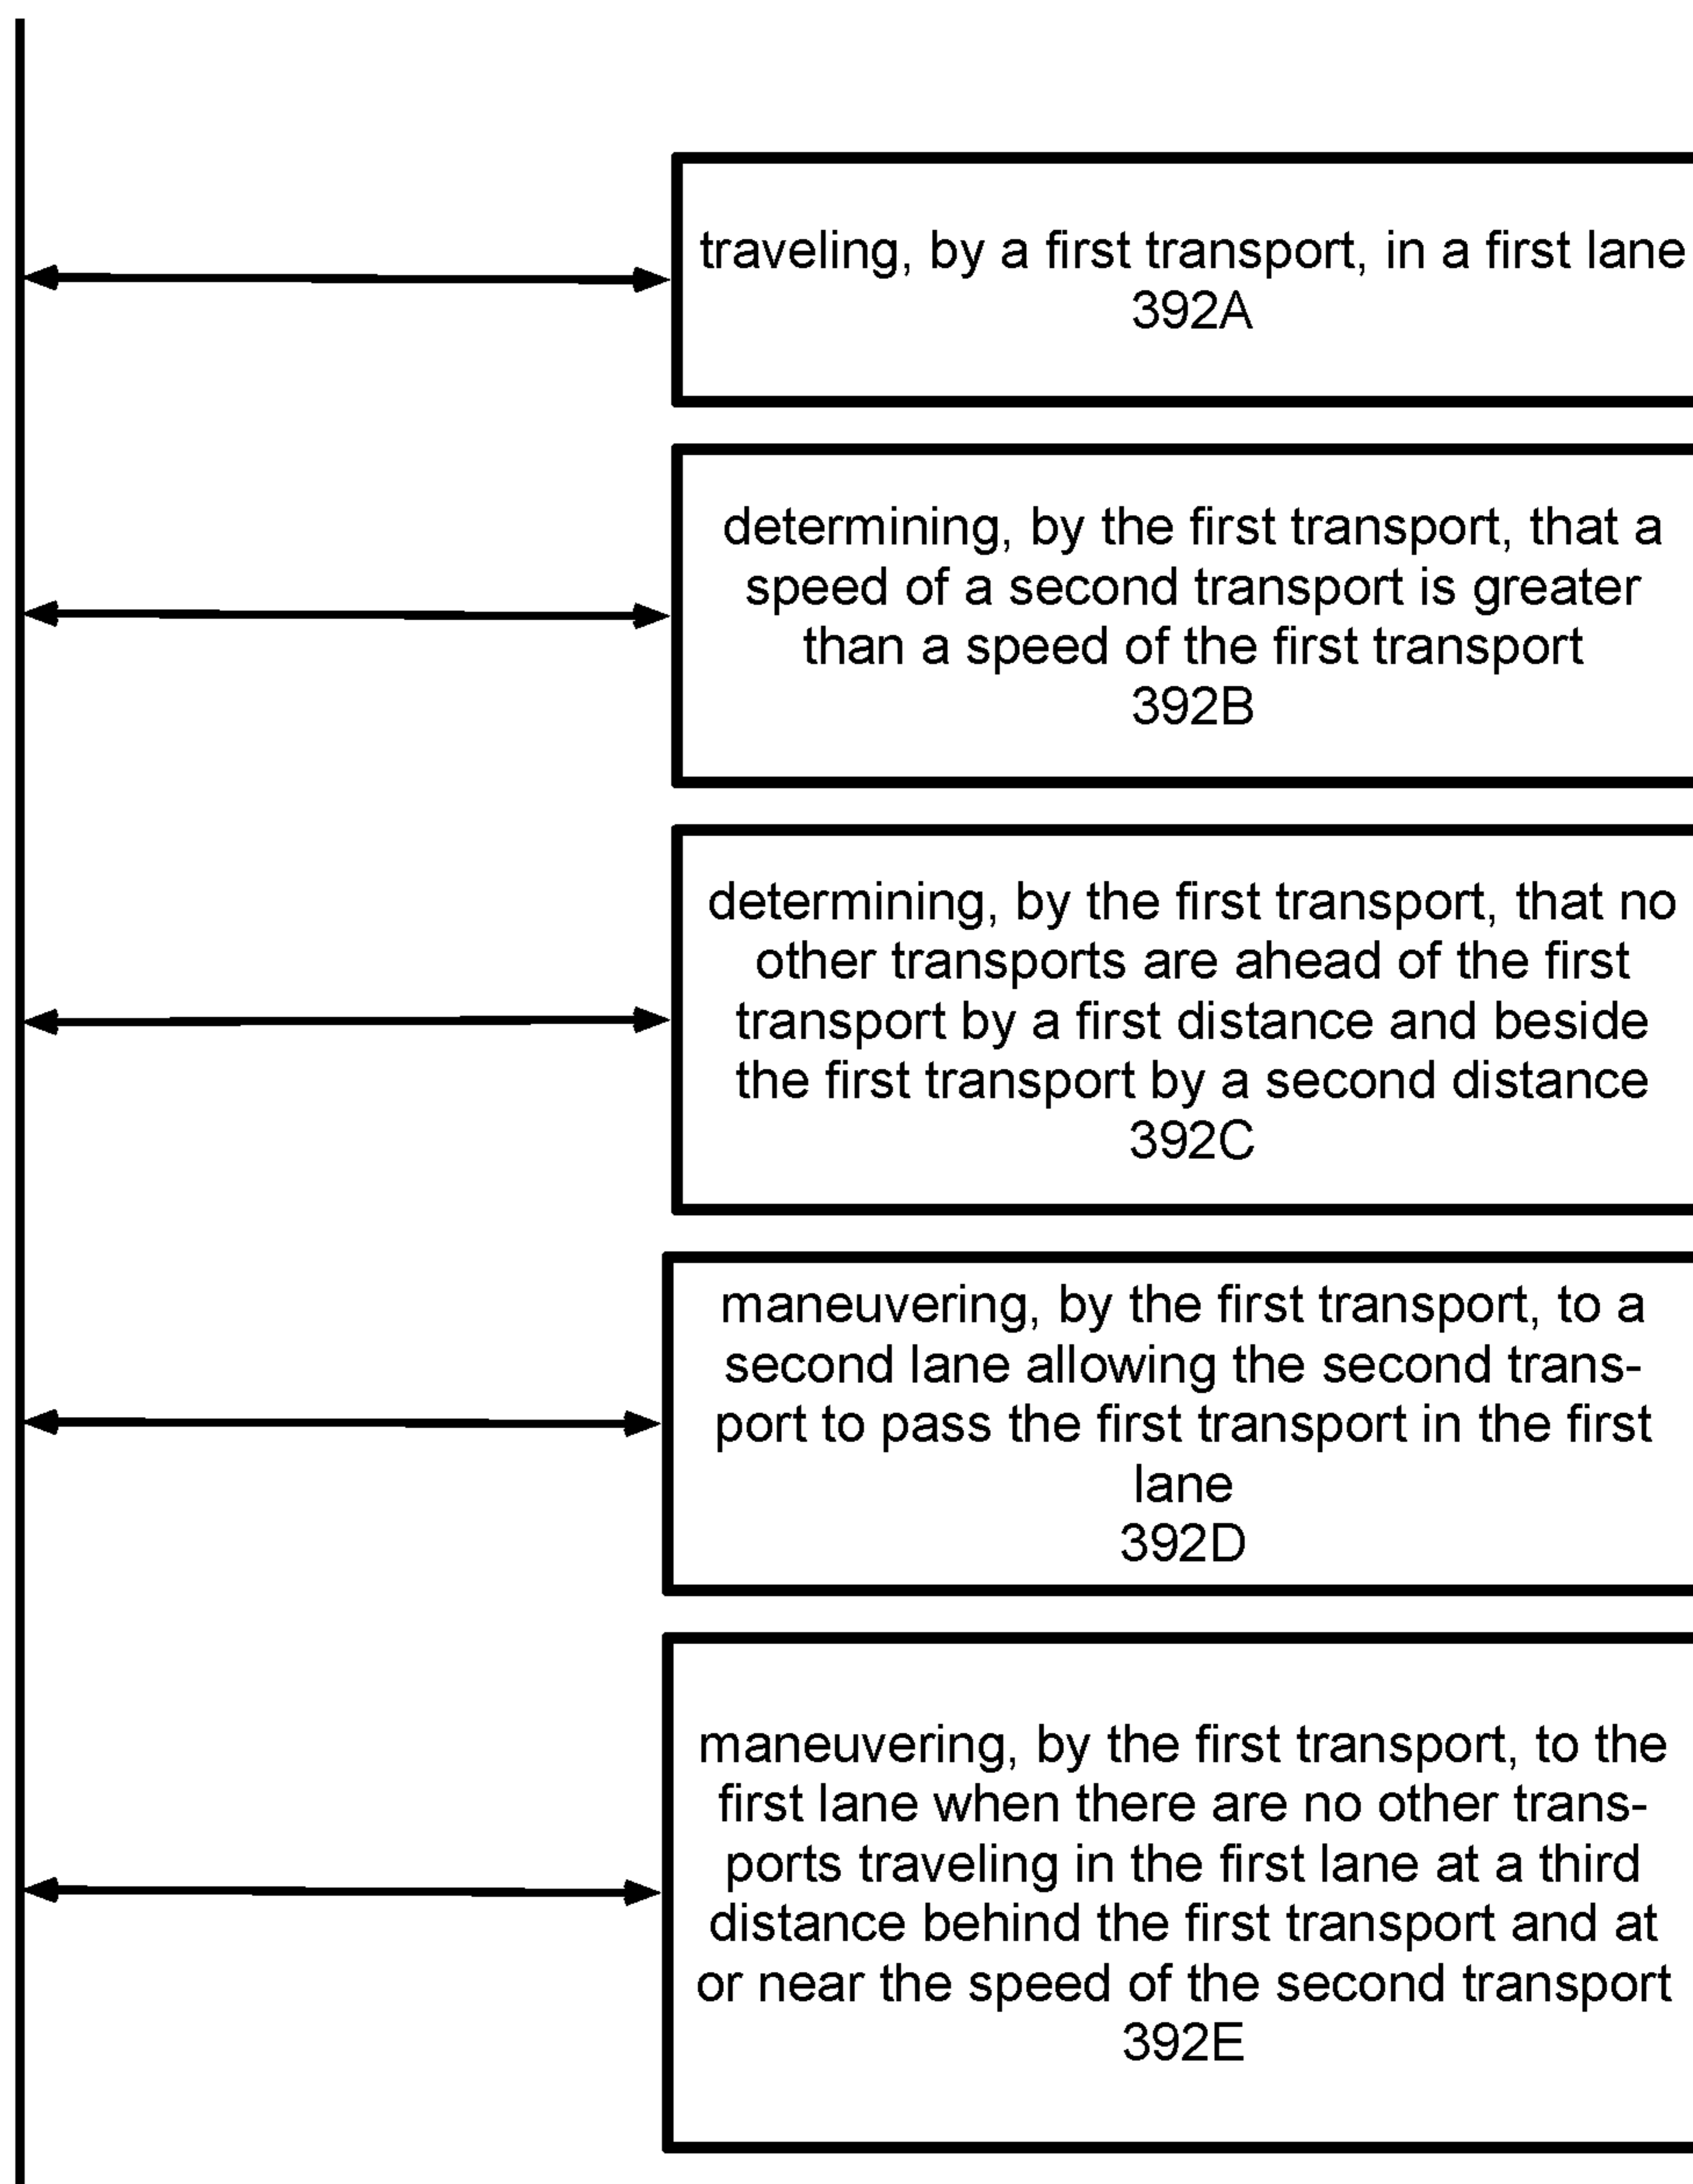 traveling, by a first transport, in a first lane
392A
determining, by the first transport, that a
speed of a second transport is greater
than a speed of the first transport
392B
determining, by the first transport, that no
other transports are ahead of the first
transport by a first distance and beside
the first transport by a second distance
392C
maneuvering, by the first transport, to a
second lane allowing the second trans-
port to pass the first transport in the first
lane
392D
maneuvering, by the first transport, to the
first lane when there are no other trans-
ports traveling in the first lane at a third
distance behind the first transport and at
or near the speed of the second transport
392E